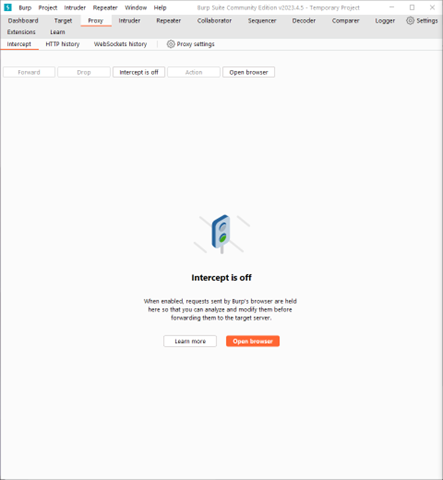 Burp Project Intruder Repeater Window Help Burp Suite Community Edition v2023.4.5 - Temporary Project
Dashboard Target Proxy Intruder Repeater Collaborator Sequencer Decoder Comparer Logger Settings
Extensions Learn
Intercept HTTP history WebSockets history Proxy settings
Forward Drop Intercept is off Action Open browser
Intercept is off
When enabled, requests sent by Burp's browser are held
here so that you can analyze and modify them before
forwarding them to the target server.
Learn more Open browser